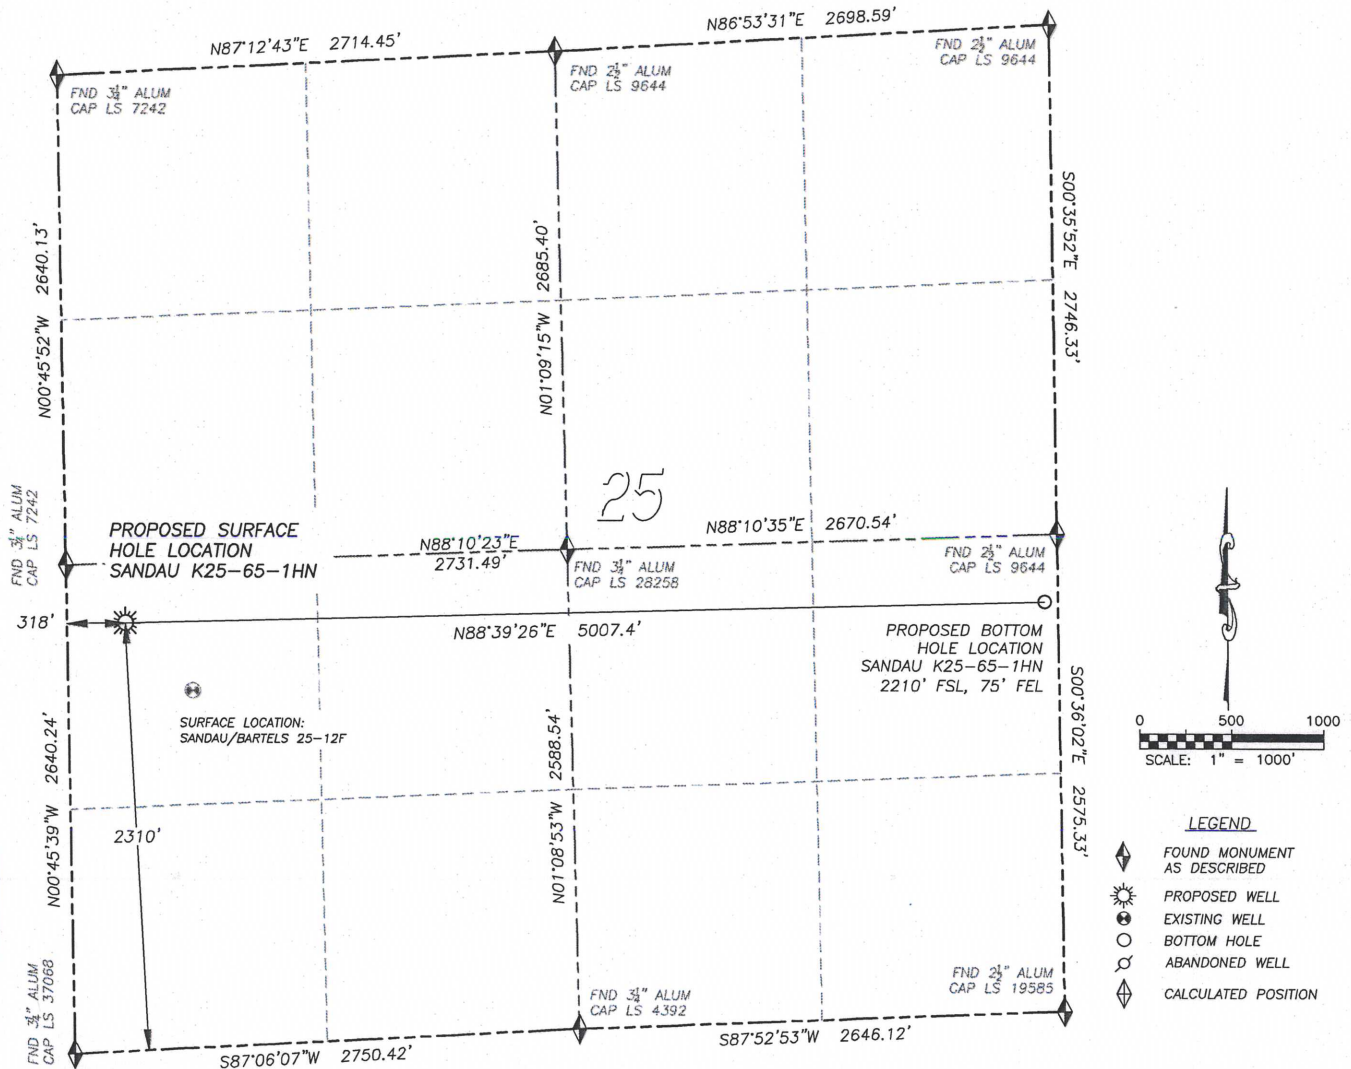 N87°12'43"E 2714.45'
N86°53'31"E 2698.59'
FND 3¼" ALUM
CAP LS 7242
FND 2½" ALUM
CAP LS 9644
FND 2½" ALUM
CAP LS 9644
N00°45'52"W 2640.13'
N01°09'15"W 2685.40'
S00°35'52"E 2746.33'
25
FND 3¼" ALUM
CAP LS 7242
PROPOSED SURFACE
HOLE LOCATION
SANDAU K25-65-1HN
N88°10'23"E
2731.49'
N88°10'35"E 2670.54'
FND 3¼" ALUM
CAP LS 28258
FND 2½" ALUM
CAP LS 9644
318'
N88°39'26"E 5007.4'
PROPOSED BOTTOM
HOLE LOCATION
SANDAU K25-65-1HN
2210' FSL, 75' FEL
SURFACE LOCATION:
SANDAU/BARTELS 25-12F
N00°45'39"W 2640.24'
2310'
N01°08'53"W 2588.54'
S00°36'02"E 2575.33'
FND 3¼" ALUM
CAP LS 37068
FND 3¼" ALUM
CAP LS 4392
FND 2½" ALUM
CAP LS 19585
S87°06'07"W 2750.42'
S87°52'53"W 2646.12'
0 500 1000
SCALE: 1" = 1000'
LEGEND
FOUND MONUMENT
AS DESCRIBED
PROPOSED WELL
EXISTING WELL
BOTTOM HOLE
ABANDONED WELL
CALCULATED POSITION